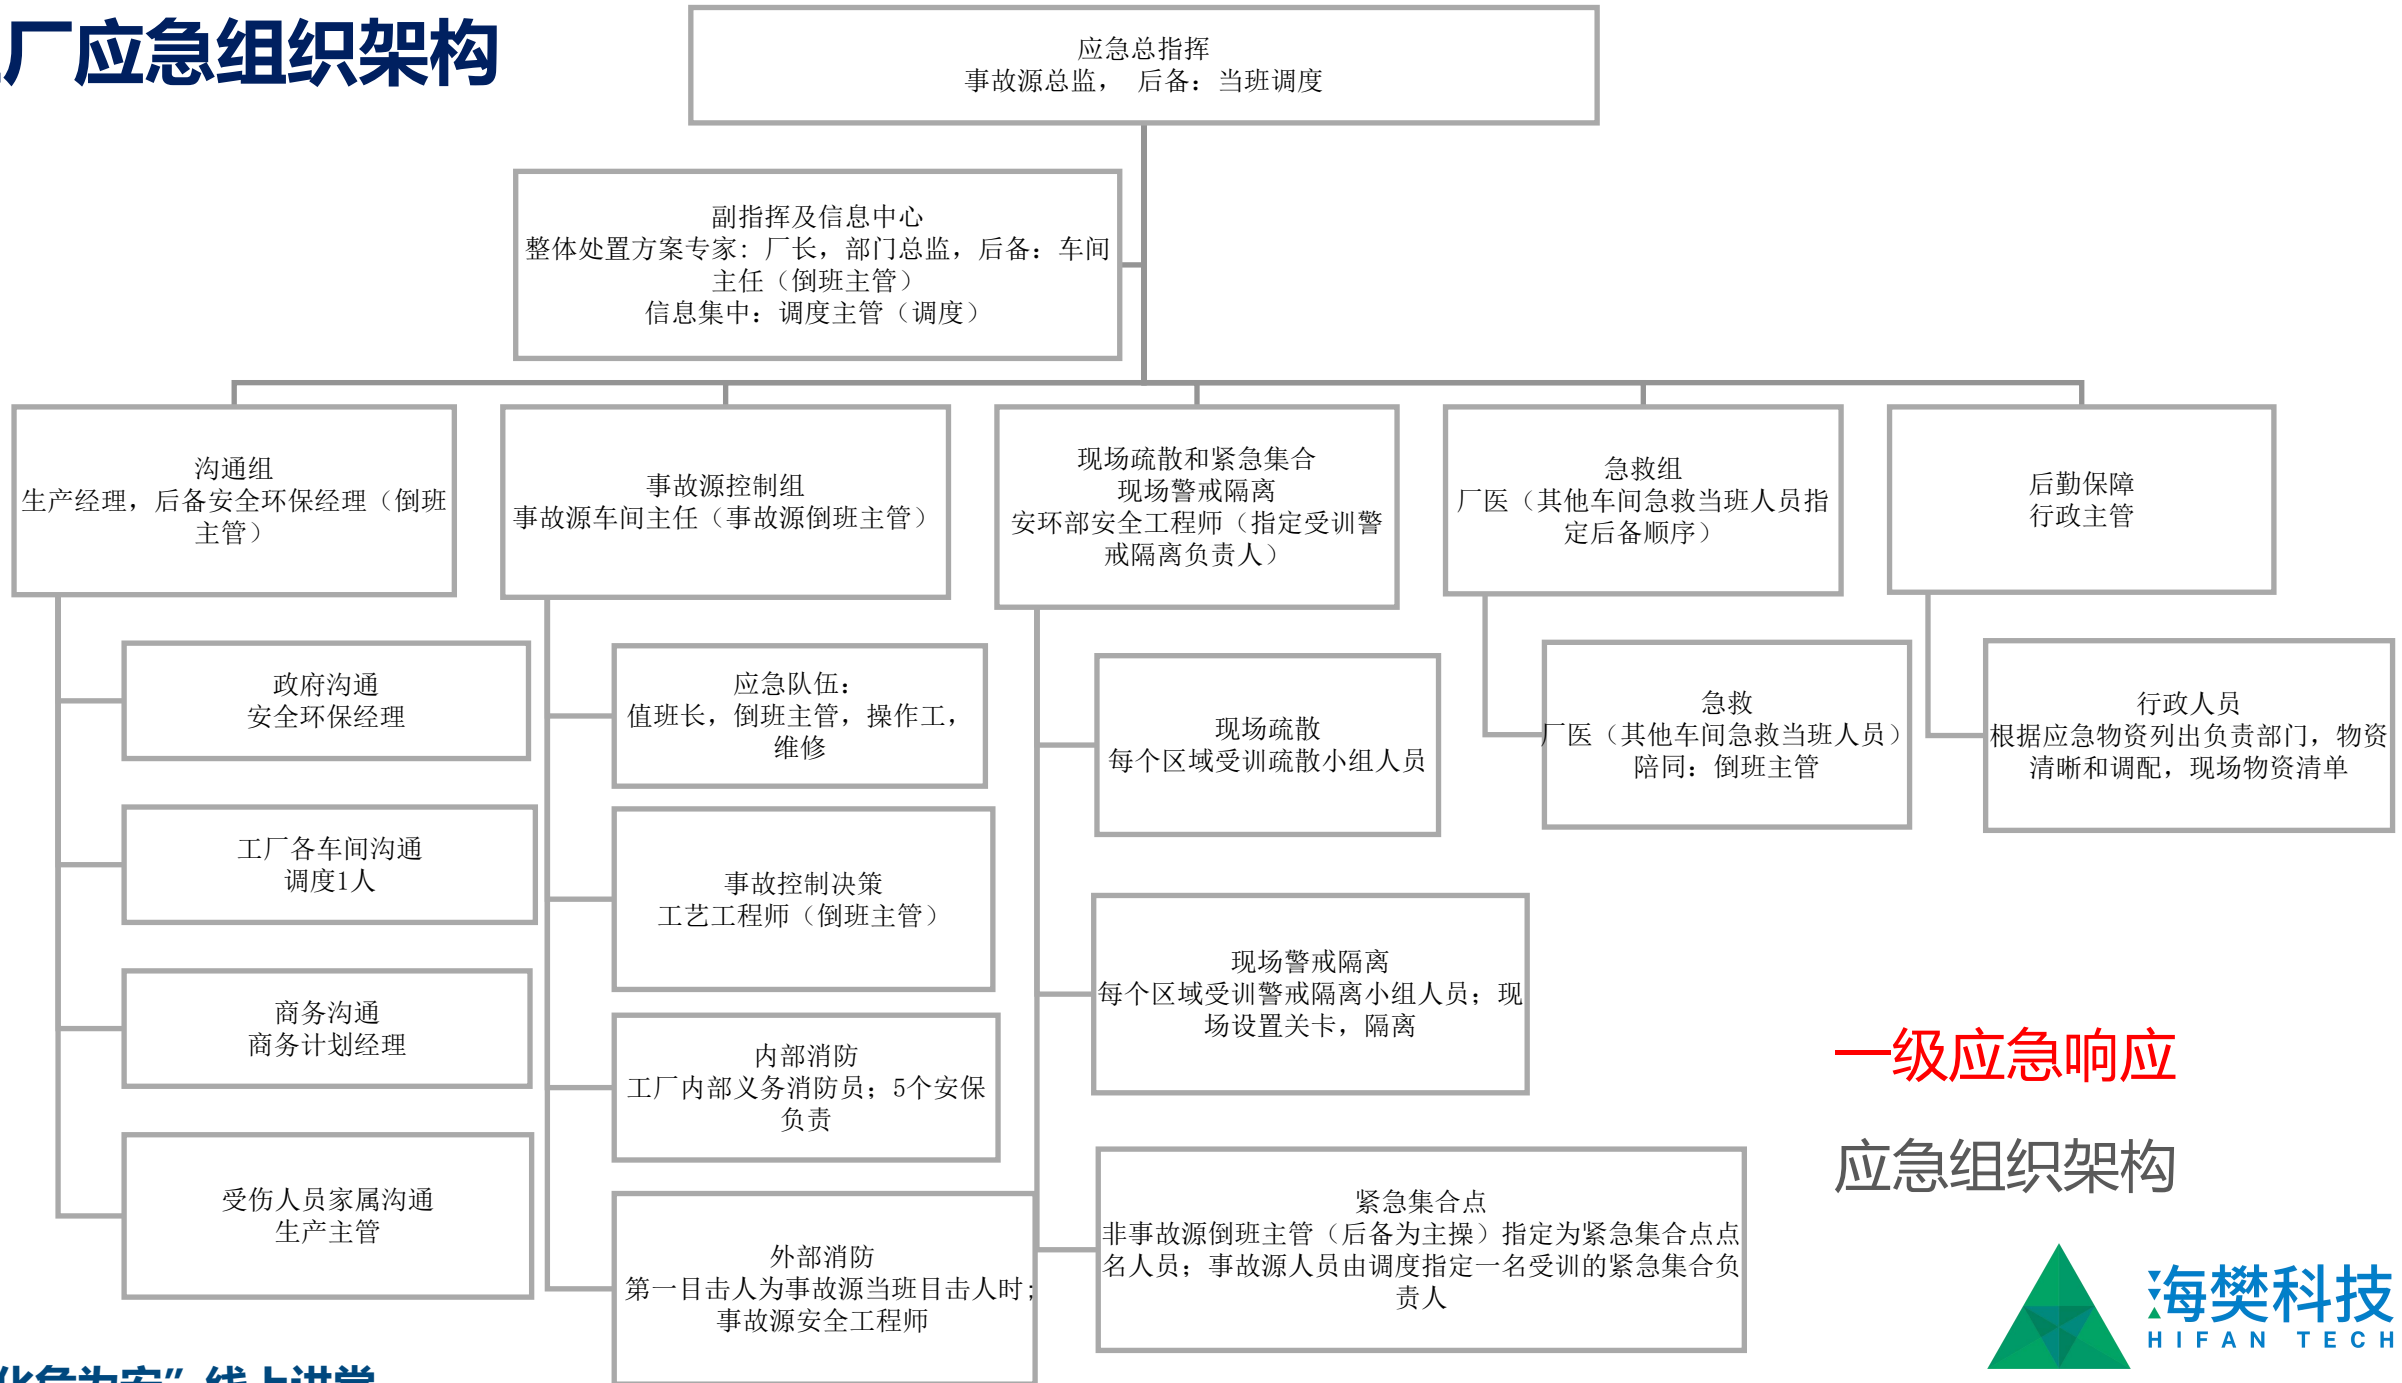 厂应急组织架构
应急总指挥
事故源总监， 后备：当班调度
副指挥及信息中心
整体处置方案专家：厂长，部门总监，后备：车间
主任（倒班主管）
信息集中：调度主管（调度）
沟通组
生产经理，后备安全环保经理（倒班
主管）
事故源控制组
事故源车间主任（事故源倒班主管）
现场疏散和紧急集合
现场警戒隔离
安环部安全工程师（指定受训警
戒隔离负责人）
急救组
厂医（其他车间急救当班人员指
定后备顺序）
后勤保障
行政主管
政府沟通
安全环保经理
工厂各车间沟通
调度1人
商务沟通
商务计划经理
受伤人员家属沟通
生产主管
应急队伍：
值班长，倒班主管，操作工，
维修
事故控制决策
工艺工程师（倒班主管）
内部消防
工厂内部义务消防员；5个安保
负责
外部消防
第一目击人为事故源当班目击人时；
事故源安全工程师
现场疏散
每个区域受训疏散小组人员
现场警戒隔离
每个区域受训警戒隔离小组人员；现
场设置关卡，隔离
紧急集合点
非事故源倒班主管（后备为主操）指定为紧急集合点点
名人员；事故源人员由调度指定一名受训的紧急集合负
责人
急救
厂医（其他车间急救当班人员）
陪同：倒班主管
行政人员
根据应急物资列出负责部门，物资
清晰和调配，现场物资清单
一级应急响应
应急组织架构
海樊科技
HIFAN TECH
化危为安”线上讲堂